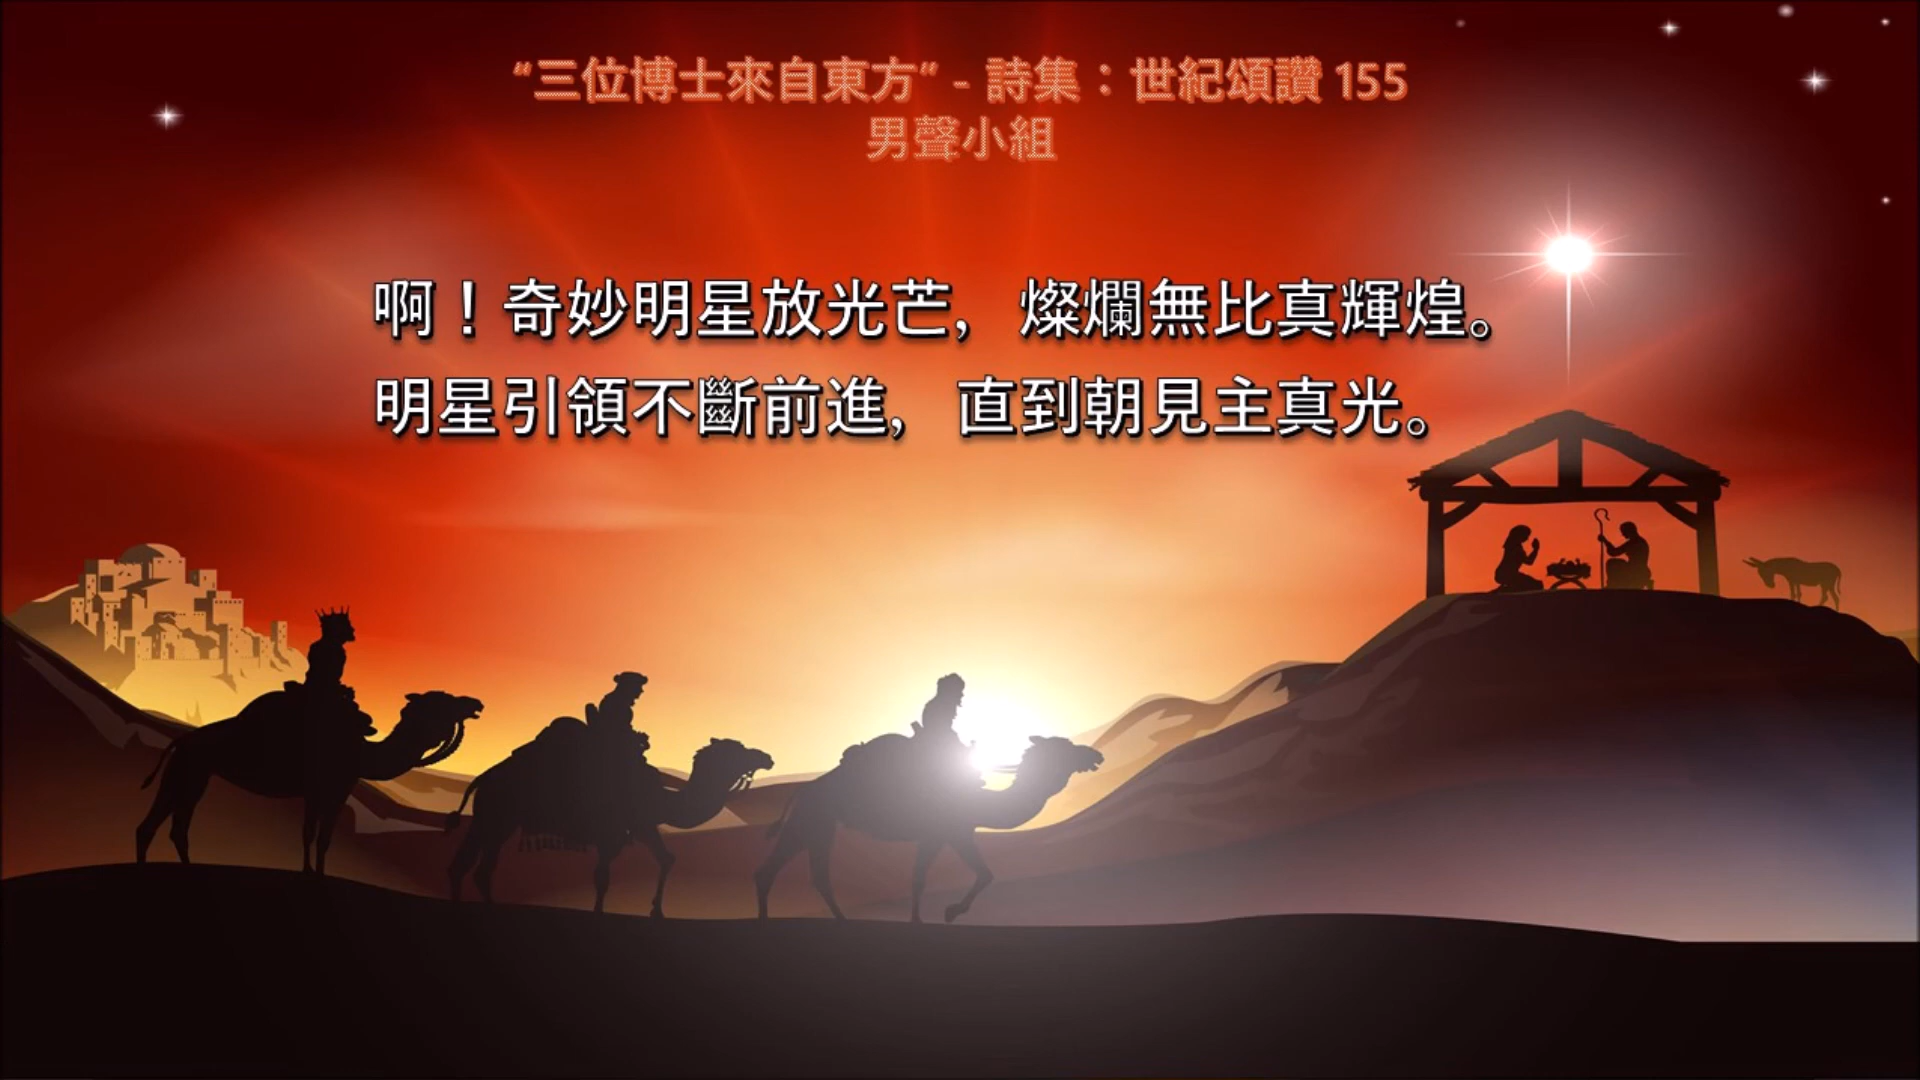 “三位博士來自東方” - 詩集：世紀頌讚 155
男聲小組
啊！奇妙明星放光芒，燦爛無比真輝煌。
明星引領不斷前進，直到朝見主真光。